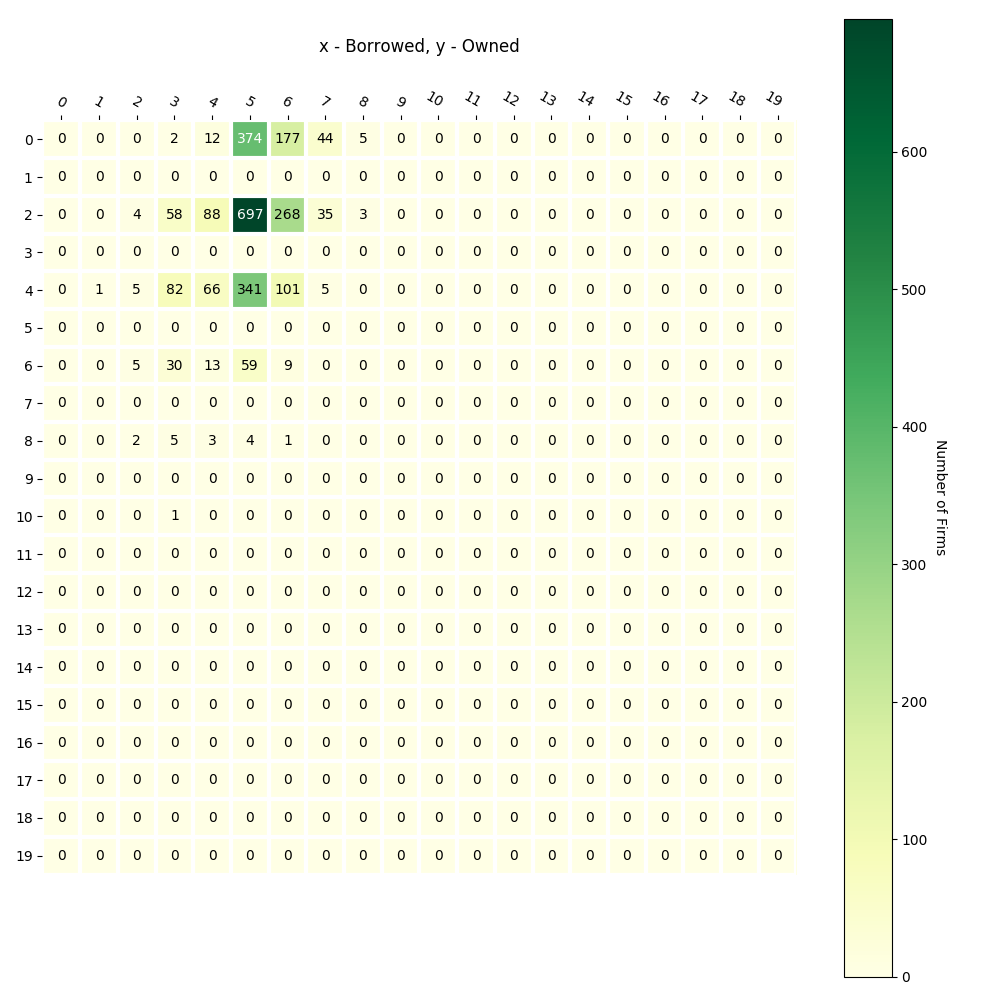 x - Borrowed, y - Owned
0 1 2 3 4 5 6 7 8 9 10 11 12 13 14 15 16 17 18 19
0 0 0 0 2 12 374 177 44 5 0 0 0 0 0 0 0 0 0 0 0
1 0 0 0 0 0 0 0 0 0 0 0 0 0 0 0 0 0 0 0 0
2 0 0 4 58 88 697 268 35 3 0 0 0 0 0 0 0 0 0 0 0
3 0 0 0 0 0 0 0 0 0 0 0 0 0 0 0 0 0 0 0 0
4 0 1 5 82 66 341 101 5 0 0 0 0 0 0 0 0 0 0 0 0
5 0 0 0 0 0 0 0 0 0 0 0 0 0 0 0 0 0 0 0 0
6 0 0 5 30 13 59 9 0 0 0 0 0 0 0 0 0 0 0 0 0
7 0 0 0 0 0 0 0 0 0 0 0 0 0 0 0 0 0 0 0 0
8 0 0 2 5 3 4 1 0 0 0 0 0 0 0 0 0 0 0 0 0
9 0 0 0 0 0 0 0 0 0 0 0 0 0 0 0 0 0 0 0 0
10 0 0 0 1 0 0 0 0 0 0 0 0 0 0 0 0 0 0 0 0
11 0 0 0 0 0 0 0 0 0 0 0 0 0 0 0 0 0 0 0 0
12 0 0 0 0 0 0 0 0 0 0 0 0 0 0 0 0 0 0 0 0
13 0 0 0 0 0 0 0 0 0 0 0 0 0 0 0 0 0 0 0 0
14 0 0 0 0 0 0 0 0 0 0 0 0 0 0 0 0 0 0 0 0
15 0 0 0 0 0 0 0 0 0 0 0 0 0 0 0 0 0 0 0 0
16 0 0 0 0 0 0 0 0 0 0 0 0 0 0 0 0 0 0 0 0
17 0 0 0 0 0 0 0 0 0 0 0 0 0 0 0 0 0 0 0 0
18 0 0 0 0 0 0 0 0 0 0 0 0 0 0 0 0 0 0 0 0
19 0 0 0 0 0 0 0 0 0 0 0 0 0 0 0 0 0 0 0 0
600
500
400
300
200
100
0
Number of Firms